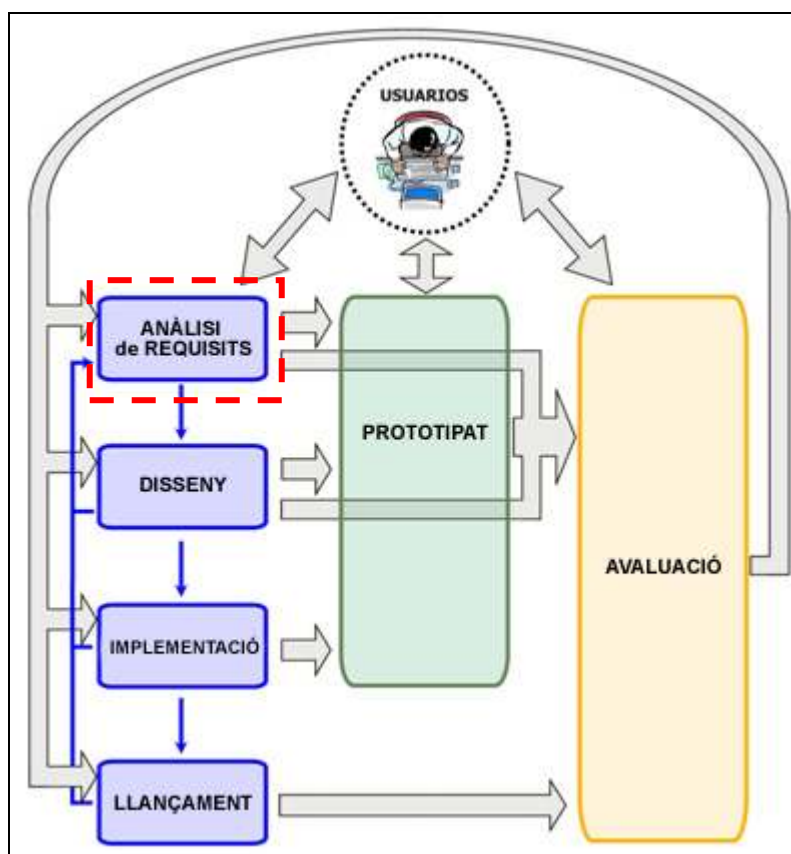 USUARIOS
ANÀLISI
de REQUISITS
PROTOTIPAT
DISSENY
AVALUACIÓ
IMPLEMENTACIÓ
LLANÇAMENT